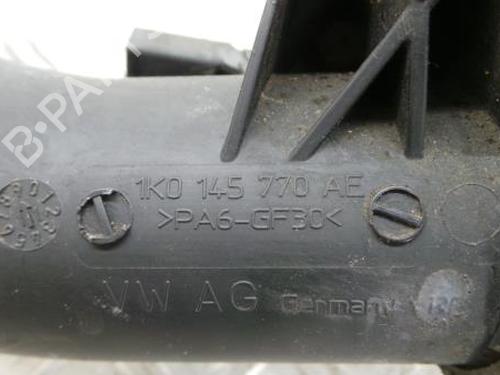 B-PARTS
1K0 145 770 AE
>PA6-GF30<
VW AG Germany